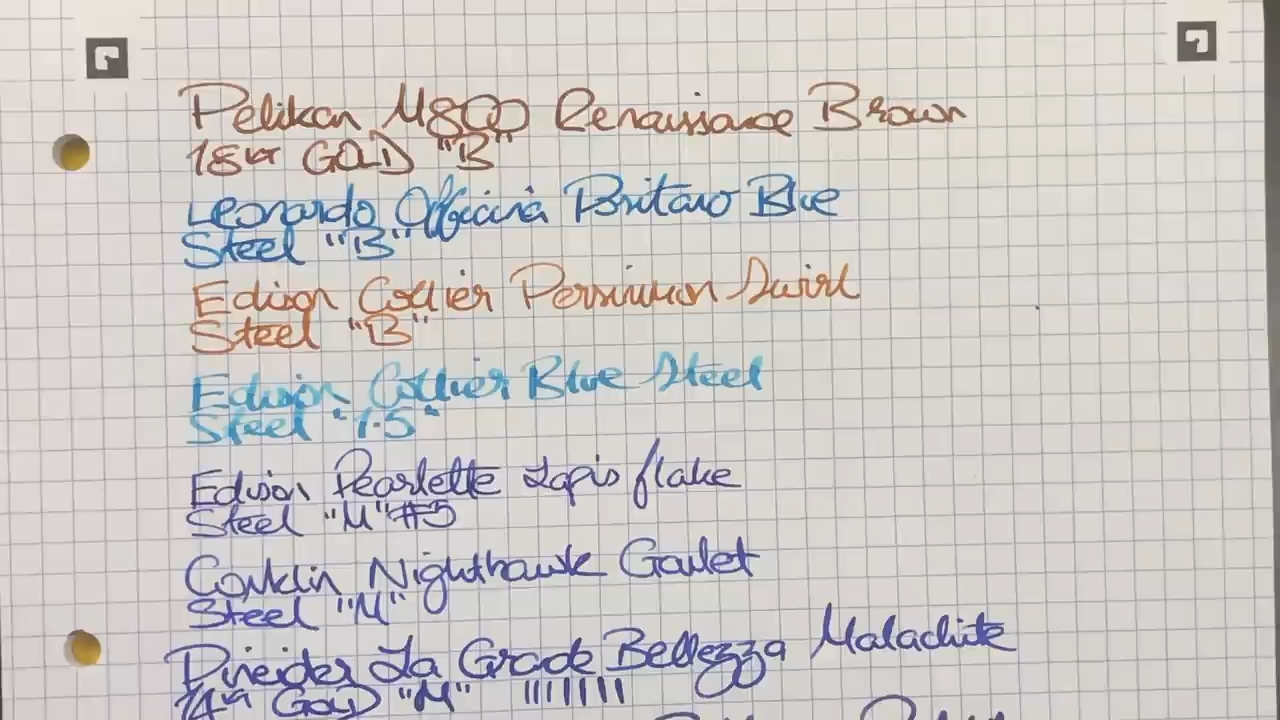 Pelikan M800 Renaissance Brown
18kt GOLD "B"
Leonardo Officina Positano Blue
Steel "B"
Edison Collier Persimmon Swirl
Steel "B"
Edison Collier Blue Steel
Steel "1.5"
Edison Pearlette Lapis flake
Steel "M" #5
Conklin Nighthawk Gaulet
Steel "M"
Pineider La Grade Bellezza Malachite
14kt Gold "M"